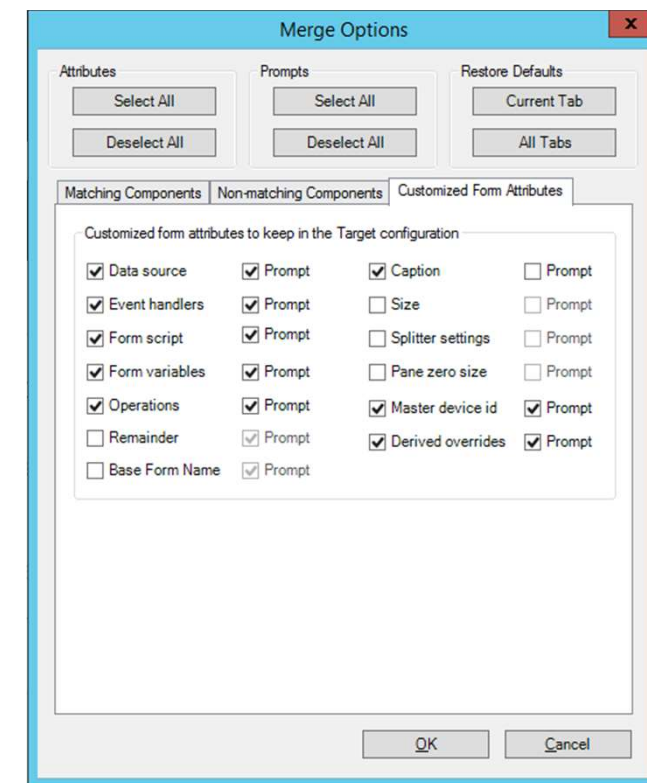 Merge Options
x
Attributes Prompts Restore Defaults
Select All Select All Current Tab
Deselect All Deselect All All Tabs
Matching Components Non-matching Components Customized Form Attributes
Customized form attributes to keep in the Target configuration
Data source Prompt Caption Prompt
Event handlers Prompt Size Prompt
Form script Prompt Splitter settings Prompt
Form variables Prompt Pane zero size Prompt
Operations Prompt Master device id Prompt
Remainder Prompt Derived overrides Prompt
Base Form Name Prompt
OK Cancel